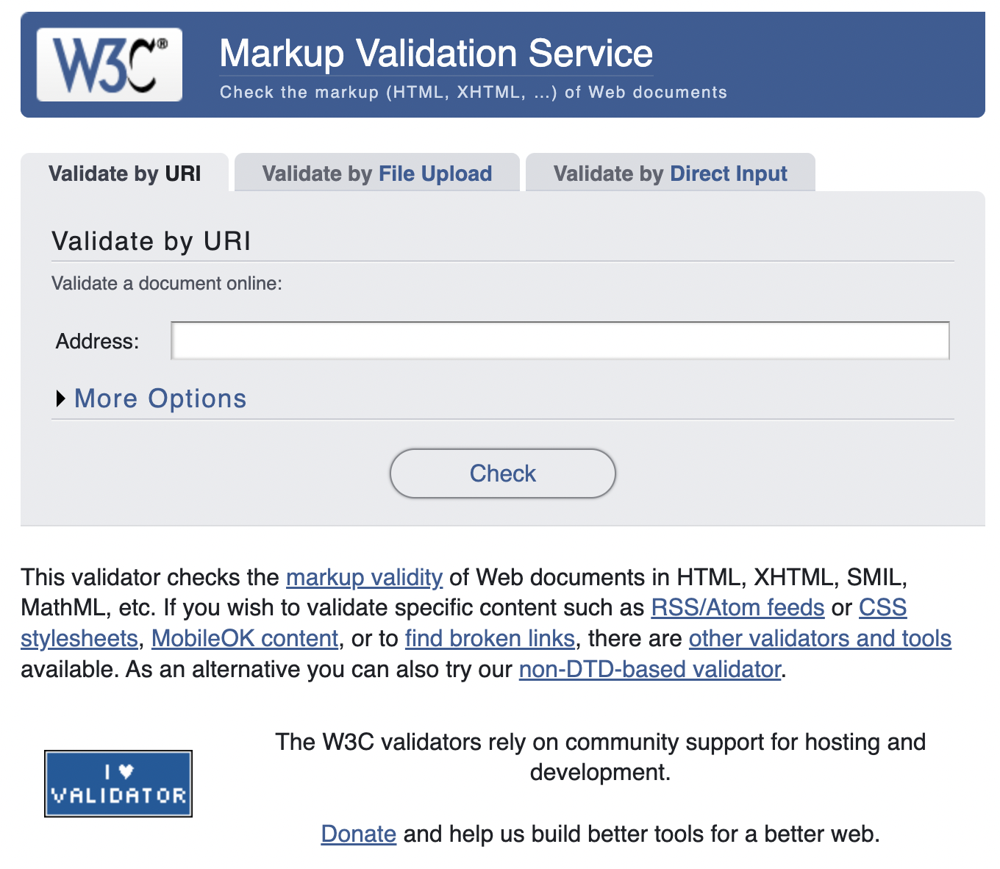 W3C®
Markup Validation Service
Check the markup (HTML, XHTML, ...) of Web documents
Validate by URI
Validate by File Upload
Validate by Direct Input
Validate by URI
Validate a document online:
Address:
More Options
Check
This validator checks the markup validity of Web documents in HTML, XHTML, SMIL,
MathML, etc. If you wish to validate specific content such as RSS/Atom feeds or CSS
stylesheets, MobileOK content, or to find broken links, there are other validators and tools
available. As an alternative you can also try our non-DTD-based validator.
I ♥
VALIDATOR
The W3C validators rely on community support for hosting and
development.
Donate and help us build better tools for a better web.